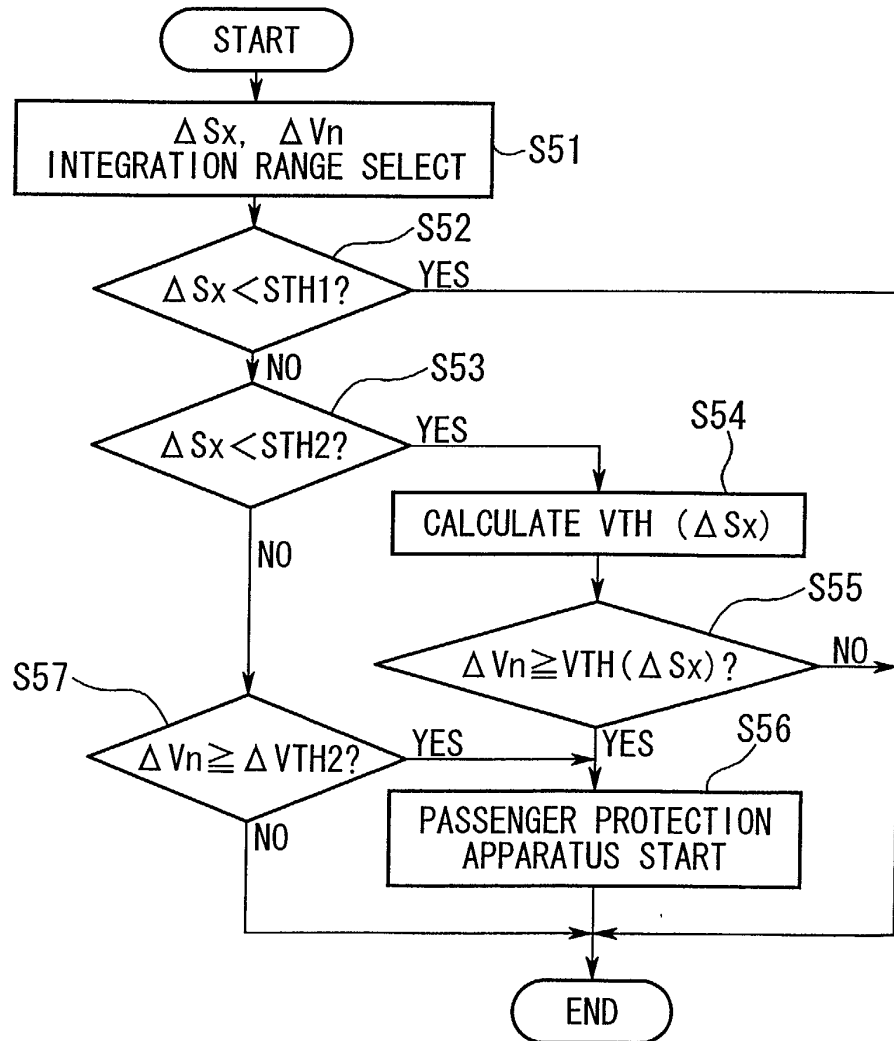 START
ΔSx, ΔVn
INTEGRATION RANGE SELECT
S51
S52
ΔSx<STH1?
YES
NO
S53
ΔSx<STH2?
YES
S54
CALCULATE VTH (ΔSx)
NO
S55
ΔVn≧VTH(ΔSx)?
NO
S57
ΔVn≧ΔVTH2?
YES
YES
S56
PASSENGER PROTECTION
APPARATUS START
NO
END